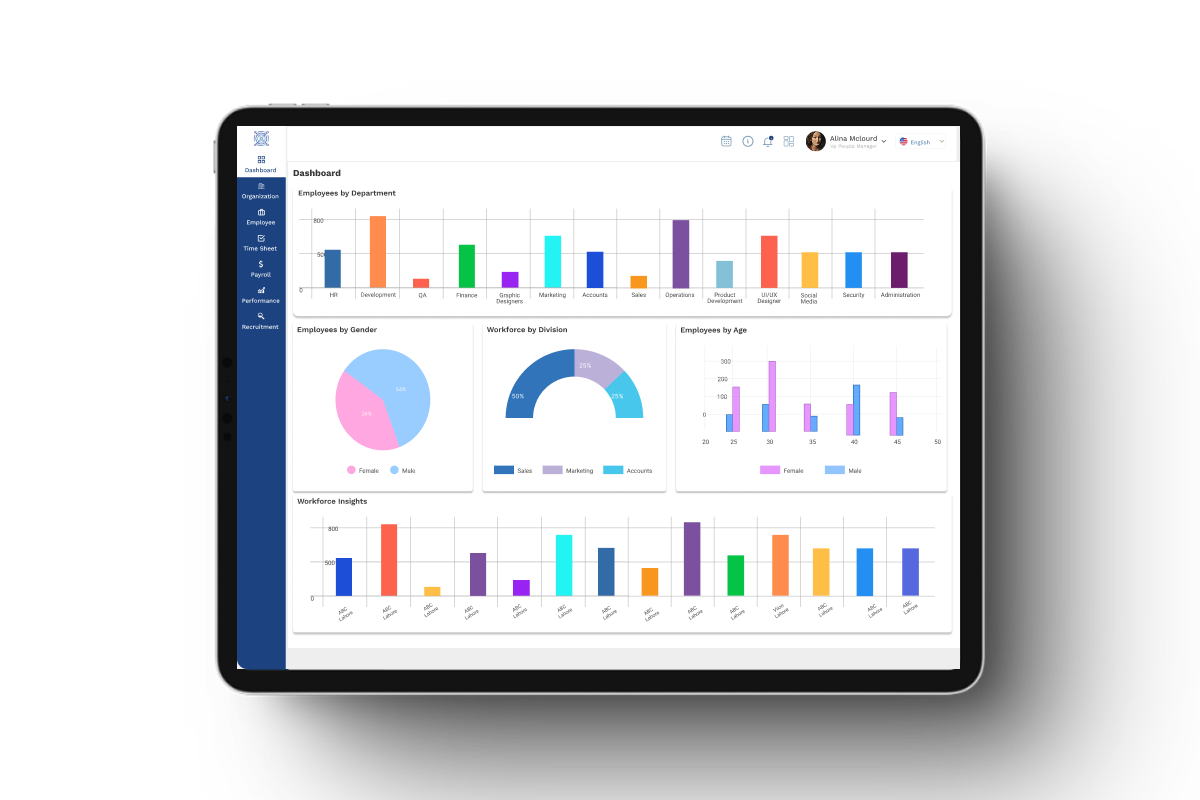 Alina Mclourd
Vp People Manager
English
Dashboard
Organization
Employee
Time Sheet
Payroll
Performance
Recruitment
Dashboard
Employees by Department
800
50
0
HR
Development
QA
Finance
Graphic
Designers
Marketing
Accounts
Sales
Operations
Product
Development
UI/UX
Designer
Social
Media
Security
Administration
Employees by Gender
Female
Male
Workforce by Division
50%
25%
25%
Sales
Marketing
Accounts
Employees by Age
300
200
100
0
20
25
30
35
40
45
50
Female
Male
Workforce Insights
800
500
0
ABC
Lahore
ABC
Lahore
ABC
Lahore
ABC
Lahore
ABC
Lahore
ABC
Lahore
ABC
Lahore
ABC
Lahore
ABC
Lahore
ABC
Lahore
Lahore
ABC
Lahore
ABC
Lahore
ABC
Lahore